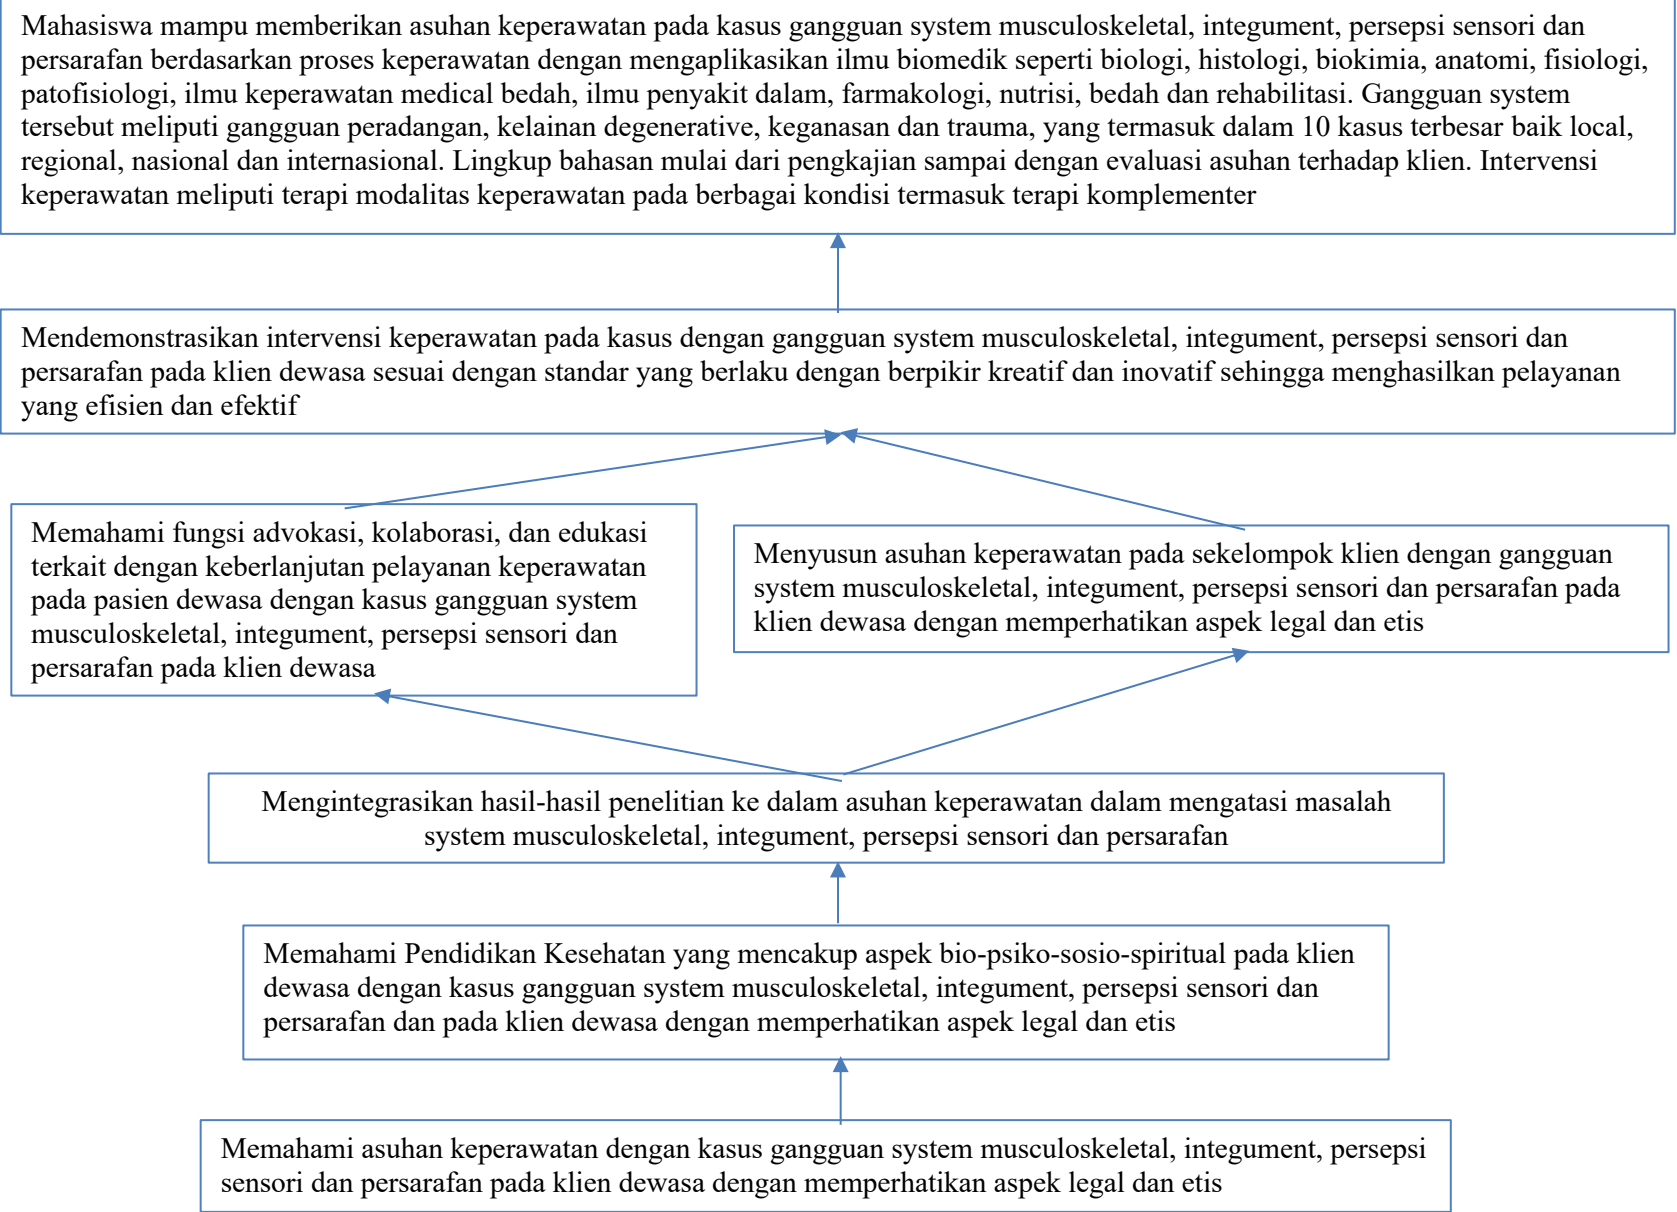 Mahasiswa mampu memberikan asuhan keperawatan pada kasus gangguan system musculoskeletal, integument, persepsi sensori dan
persarafan berdasarkan proses keperawatan dengan mengaplikasikan ilmu biomedik seperti biologi, histologi, biokimia, anatomi, fisiologi,
patofisiologi, ilmu keperawatan medical bedah, ilmu penyakit dalam, farmakologi, nutrisi, bedah dan rehabilitasi. Gangguan system
tersebut meliputi gangguan peradangan, kelainan degenerative, keganasan dan trauma, yang termasuk dalam 10 kasus terbesar baik local,
regional, nasional dan internasional. Lingkup bahasan mulai dari pengkajian sampai dengan evaluasi asuhan terhadap klien. Intervensi
keperawatan meliputi terapi modalitas keperawatan pada berbagai kondisi termasuk terapi komplementer
Mendemonstrasikan intervensi keperawatan pada kasus dengan gangguan system musculoskeletal, integument, persepsi sensori dan
persarafan pada klien dewasa sesuai dengan standar yang berlaku dengan berpikir kreatif dan inovatif sehingga menghasilkan pelayanan
yang efisien dan efektif
Memahami fungsi advokasi, kolaborasi, dan edukasi
terkait dengan keberlanjutan pelayanan keperawatan
pada pasien dewasa dengan kasus gangguan system
musculoskeletal, integument, persepsi sensori dan
persarafan pada klien dewasa
Menyusun asuhan keperawatan pada sekelompok klien dengan gangguan
system musculoskeletal, integument, persepsi sensori dan persarafan pada
klien dewasa dengan memperhatikan aspek legal dan etis
Mengintegrasikan hasil-hasil penelitian ke dalam asuhan keperawatan dalam mengatasi masalah
system musculoskeletal, integument, persepsi sensori dan persarafan
Memahami Pendidikan Kesehatan yang mencakup aspek bio-psiko-sosio-spiritual pada klien
dewasa dengan kasus gangguan system musculoskeletal, integument, persepsi sensori dan
persarafan dan pada klien dewasa dengan memperhatikan aspek legal dan etis
Memahami asuhan keperawatan dengan kasus gangguan system musculoskeletal, integument, persepsi
sensori dan persarafan pada klien dewasa dengan memperhatikan aspek legal dan etis